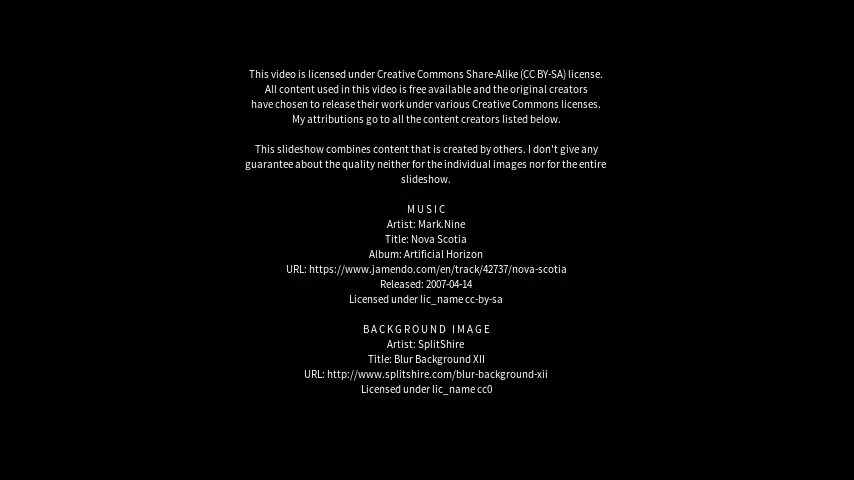 This video is licensed under Creative Commons Share-Alike (CC BY-SA) license.
All content used in this video is free available and the original creators
have chosen to release their work under various Creative Commons licenses.
My attributions go to all the content creators listed below.
This slideshow combines content that is created by others. I don't give any
guarantee about the quality neither for the individual images nor for the entire
slideshow.
MUSIC
Artist: Mark.Nine
Title: Nova Scotia
Album: Artificial Horizon
URL: https://www.jamendo.com/en/track/42737/nova-scotia
Released: 2007-04-14
Licensed under lic_name cc-by-sa
BACKGROUND IMAGE
Artist: SplitShire
Title: Blur Background XII
URL: http://www.splitshire.com/blur-background-xii
Licensed under lic_name cc0